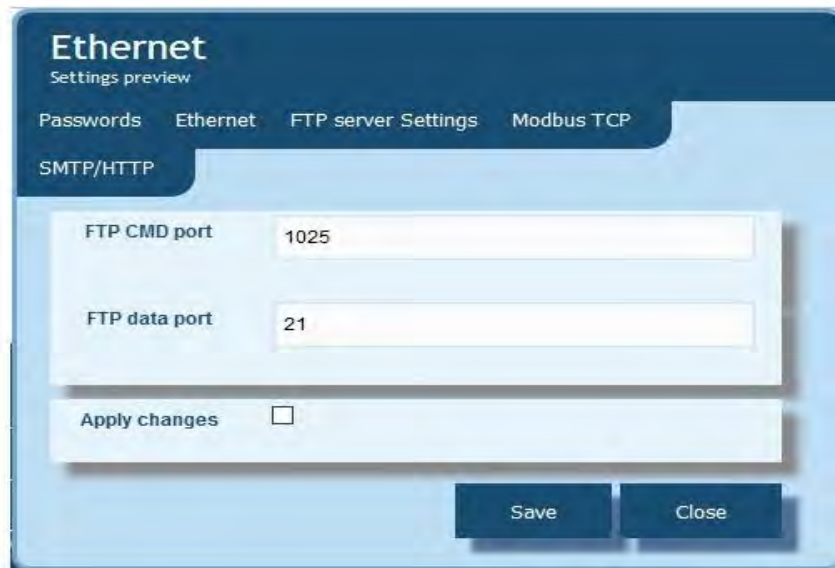 Ethernet
Settings preview
Passwords Ethernet FTP server Settings Modbus TCP
SMTP/HTTP
FTP CMD port 1025
FTP data port 21
Apply changes
Save Close